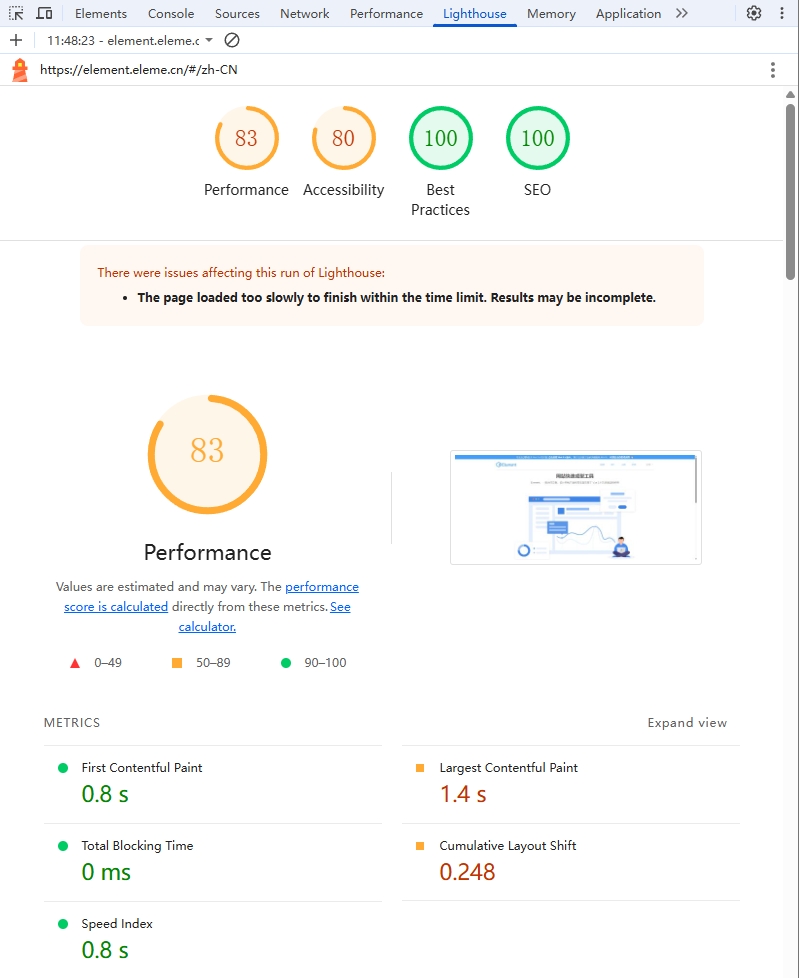 Elements Console Sources Network Performance Lighthouse Memory Application
11:48:23 - element.eleme.c
https://element.eleme.cn/#/zh-CN
83 80 100 100
Performance Accessibility Best Practices SEO
There were issues affecting this run of Lighthouse:
• The page loaded too slowly to finish within the time limit. Results may be incomplete.
83
Performance
Values are estimated and may vary. The performance
score is calculated directly from these metrics. See
calculator.
0–49 50–89 90–100
METRICS Expand view
First Contentful Paint
0.8 s
Largest Contentful Paint
1.4 s
Total Blocking Time
0 ms
Cumulative Layout Shift
0.248
Speed Index
0.8 s